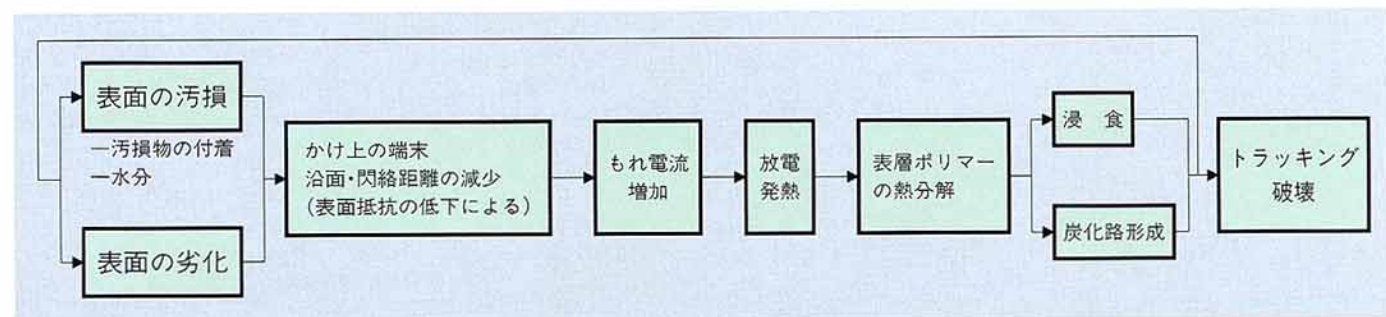 表面の汚損
―汚損物の付着
―水分
表面の劣化
かけ上の端末
沿面・閃絡距離の減少
(表面抵抗の低下による)
もれ電流
増加
放電
発熱
表層ポリマー
の熱分解
浸 食
炭化路形成
トラッキング
破壊